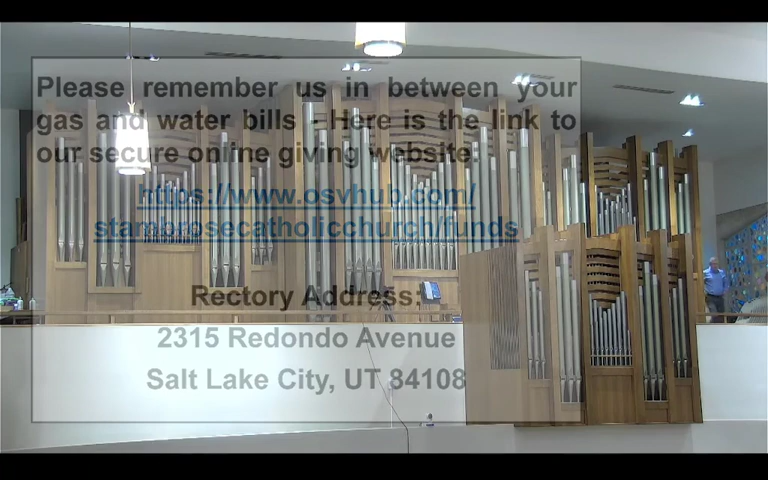 Please remember us in between your
gas and water bills - Here is the link to
our secure online giving website:
https://www.osvhub.com/
stambrosecatholicchurch/funds
Rectory Address:
2315 Redondo Avenue
Salt Lake City, UT 84108